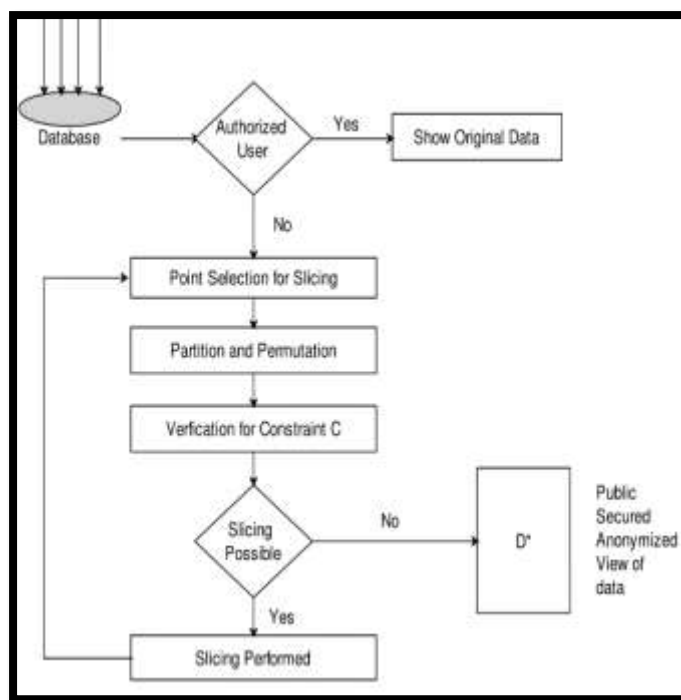 Database
Authorized
User
Yes
Show Original Data
No
Point Selection for Slicing
Partition and Permutation
Verfication for Constraint C
Slicing
Possible
No
D*
Public
Secured
Anonymized
View of
data
Yes
Slicing Performed